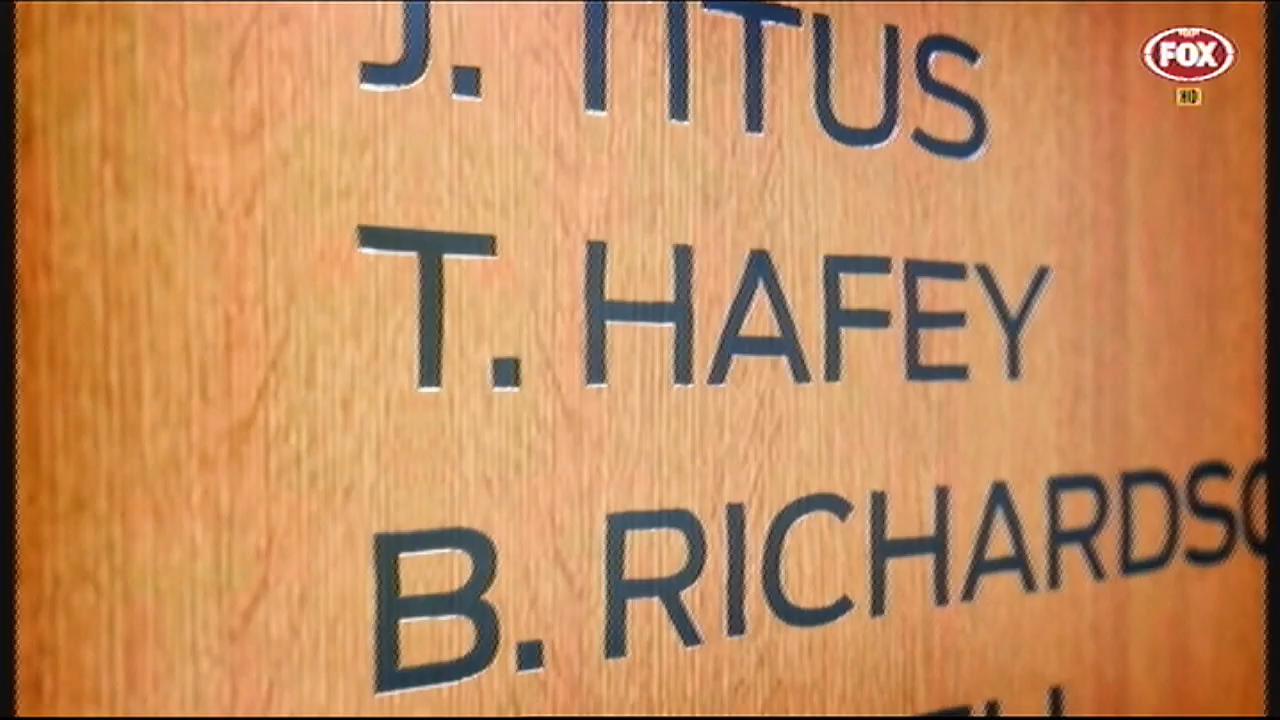 J. TITUS
FOX
HD
T. HAFEY
B. RICHARDSO